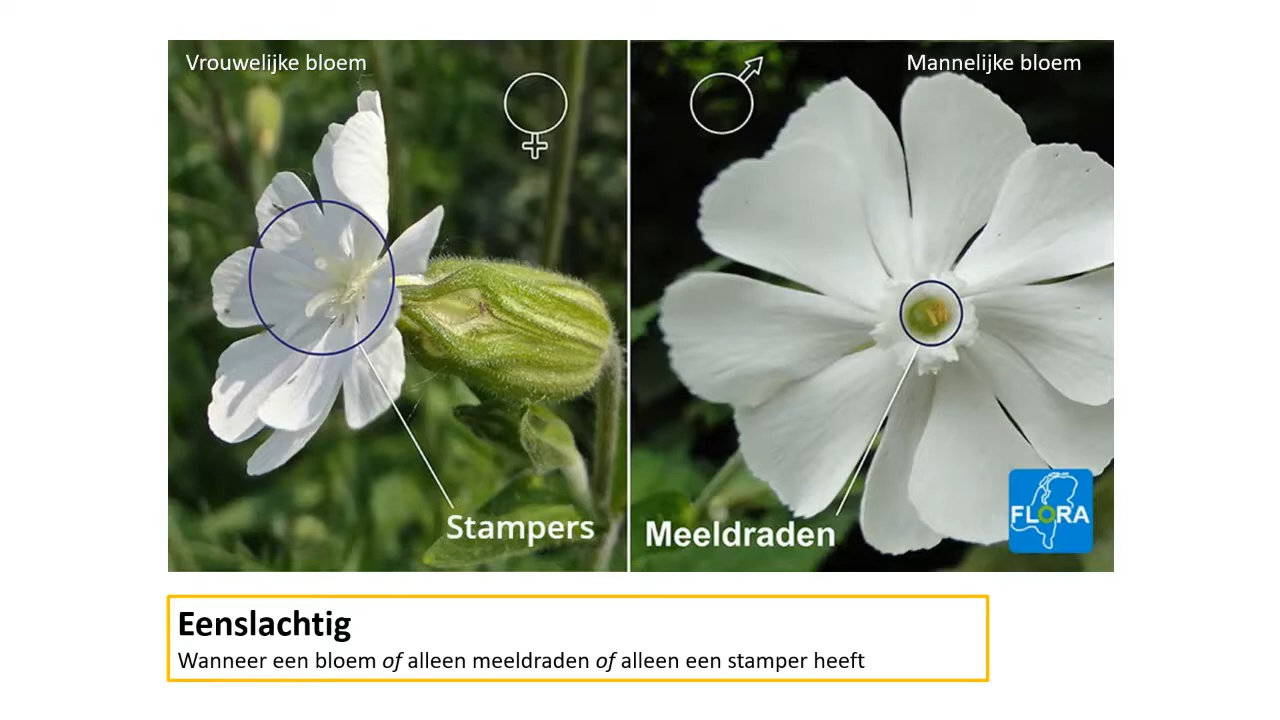 Vrouwelijke bloem
Mannelijke bloem
Stampers
Meeldraden
FLORA
Eenslachtig
Wanneer een bloem of alleen meeldraden of alleen een stamper heeft